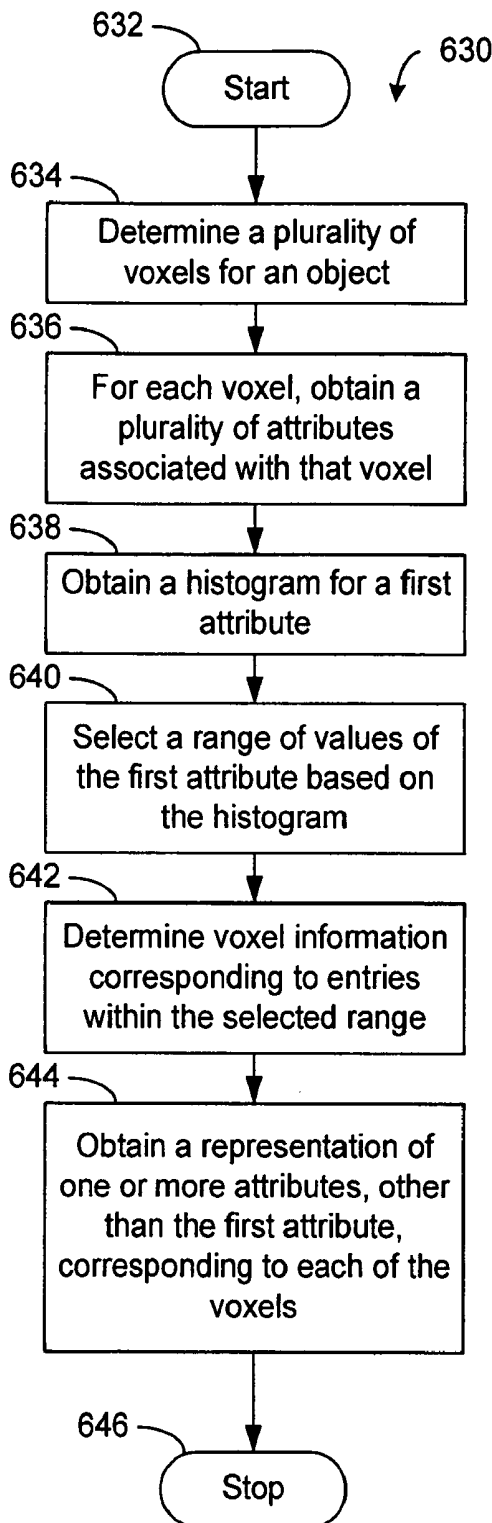 632
630
Start
634
Determine a plurality of
voxels for an object
636
For each voxel, obtain a
plurality of attributes
associated with that voxel
638
Obtain a histogram for a first
attribute
640
Select a range of values of
the first attribute based on
the histogram
642
Determine voxel information
corresponding to entries
within the selected range
644
Obtain a representation of
one or more attributes, other
than the first attribute,
corresponding to each of the
voxels
646
Stop